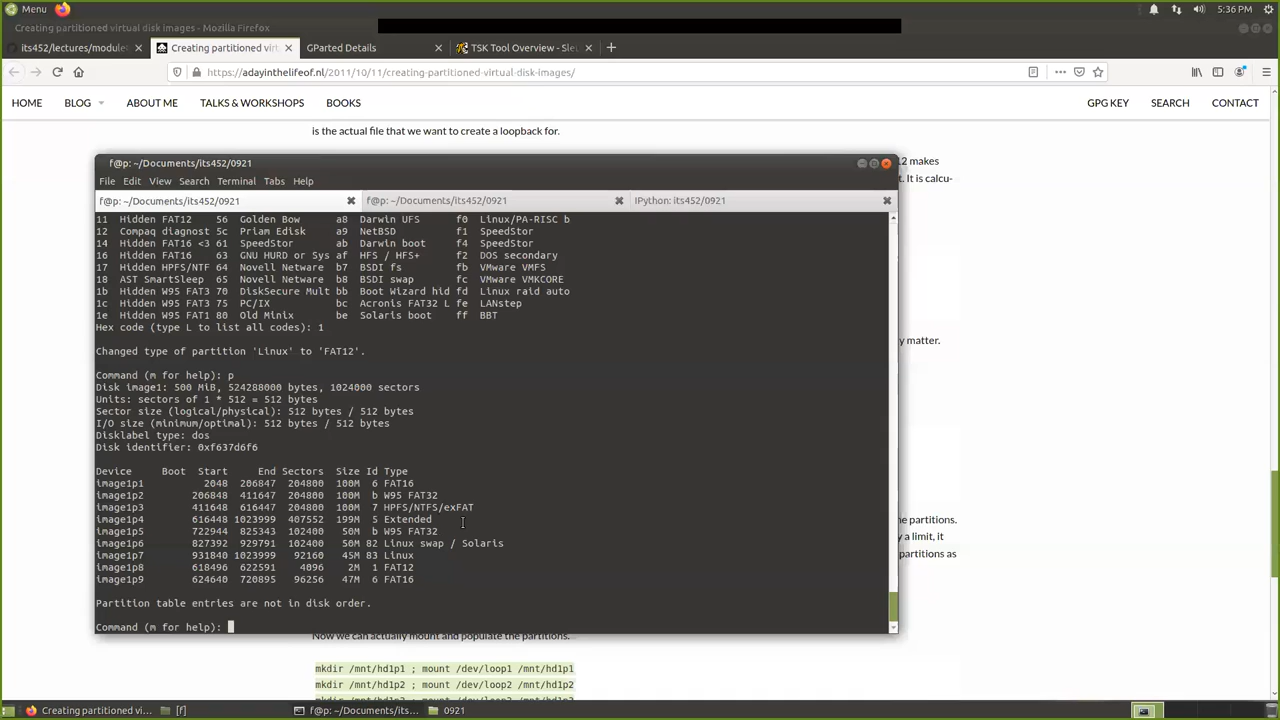 Menu
5:36 PM
Creating partitioned virtual disk images - Mozilla Firefox
its452/lectures/module
Creating partitioned virt
GParted Details
TSK Tool Overview - Sle
https://adayinthelifeof.nl/2011/10/11/creating-partitioned-virtual-disk-images/
HOME BLOG ABOUT ME TALKS & WORKSHOPS BOOKS GPG KEY SEARCH CONTACT
is the actual file that we want to create a loopback for.
12 makes
t. It is calcu-
f@p: ~/Documents/its452/0921
File Edit View Search Terminal Tabs Help
f@p: ~/Documents/its452/0921 f@p: ~/Documents/its452/0921 IPython: its452/0921
11 Hidden FAT12 56 Golden Bow a8 Darwin UFS f0 Linux/PA-RISC b
12 Compaq diagnost 5c Priam Edisk a9 NetBSD f1 SpeedStor
14 Hidden FAT16 <3 61 SpeedStor ab Darwin boot f4 SpeedStor
16 Hidden FAT16 63 GNU HURD or Sys af HFS / HFS+ f2 DOS secondary
17 Hidden HPFS/NTF 64 Novell Netware b7 BSDI fs fb VMware VMFS
18 AST SmartSleep 65 Novell Netware b8 BSDI swap fc VMware VMKCORE
1b Hidden W95 FAT3 70 DiskSecure Mult bb Boot Wizard hid fd Linux raid auto
1c Hidden W95 FAT3 75 PC/IX bc Acronis FAT32 L fe LANstep
1e Hidden W95 FAT1 80 Old Minix be Solaris boot ff BBT
Hex code (type L to list all codes): 1
Changed type of partition 'Linux' to 'FAT12'.
Command (m for help): p
Disk image1: 500 MiB, 524288000 bytes, 1024000 sectors
Units: sectors of 1 * 512 = 512 bytes
Sector size (logical/physical): 512 bytes / 512 bytes
I/O size (minimum/optimal): 512 bytes / 512 bytes
Disklabel type: dos
Disk identifier: 0xf637d6f6
Device Boot Start End Sectors Size Id Type
image1p1 2048 206847 204800 100M 6 FAT16
image1p2 206848 411647 204800 100M b W95 FAT32
image1p3 411648 616447 204800 100M 7 HPFS/NTFS/exFAT
image1p4 616448 1023999 407552 199M 5 Extended
image1p5 722944 825343 102400 50M b W95 FAT32
image1p6 827392 929791 102400 50M 82 Linux swap / Solaris
image1p7 931840 1023999 92160 45M 83 Linux
image1p8 618496 622591 4096 2M 1 FAT12
image1p9 624640 720895 96256 47M 6 FAT16
Partition table entries are not in disk order.
Command (m for help):
y matter.
he partitions.
y a limit, it
partitions as
Now we can actually mount and populate the partitions.
mkdir /mnt/hd1p1 ; mount /dev/loop1 /mnt/hd1p1
mkdir /mnt/hd1p2 ; mount /dev/loop2 /mnt/hd1p2
Creating partitioned vi... [f] f@p: ~/Documents/its... 0921